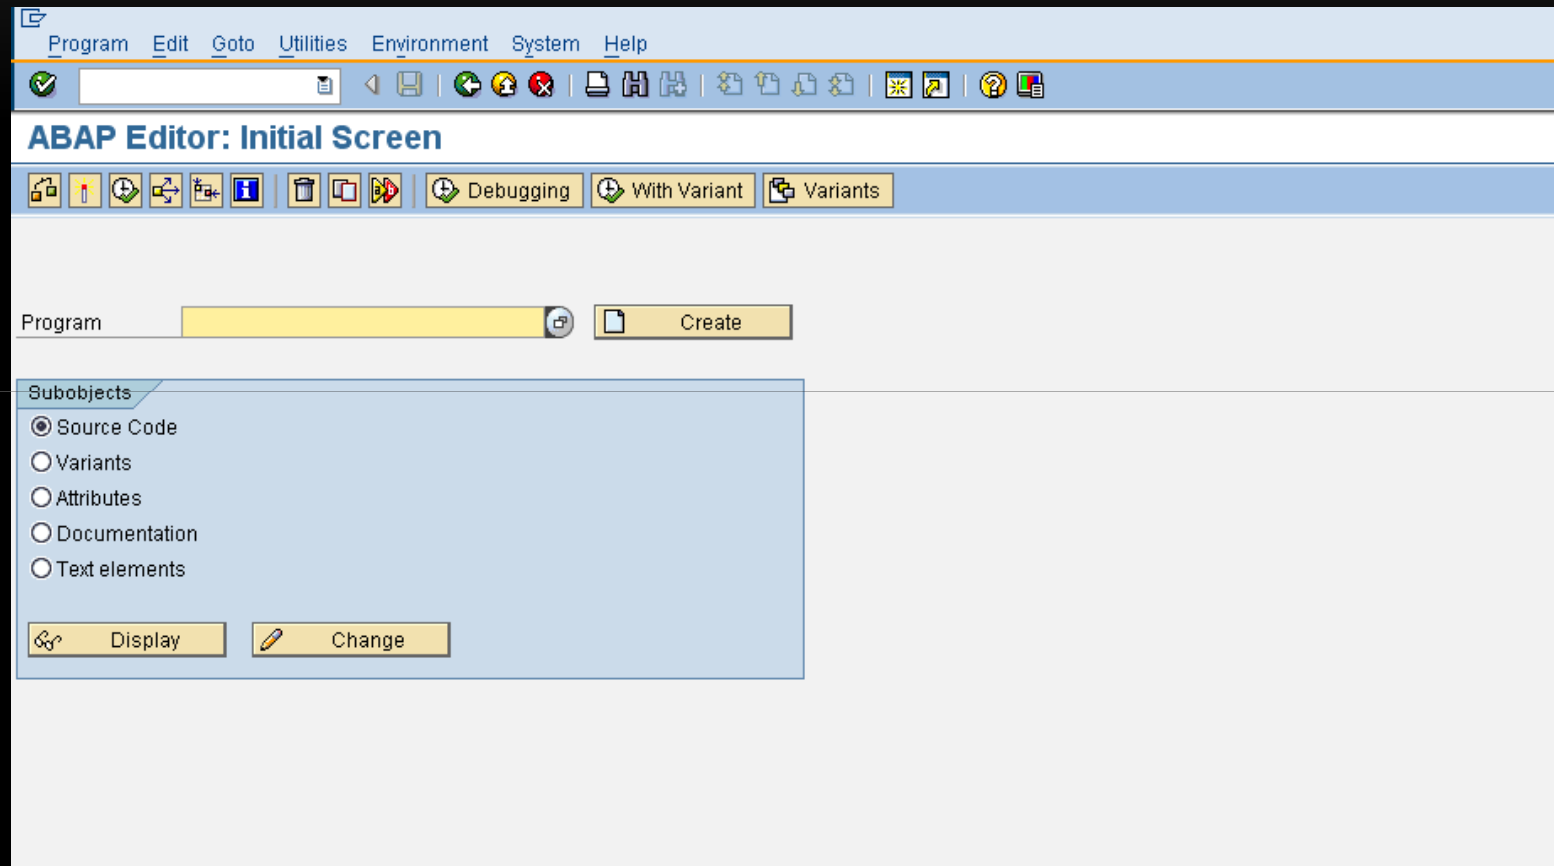 Program Edit Goto Utilities Environment System Help
ABAP Editor: Initial Screen
Debugging With Variant Variants
Program Create
Subobjects
Source Code
Variants
Attributes
Documentation
Text elements
Display Change